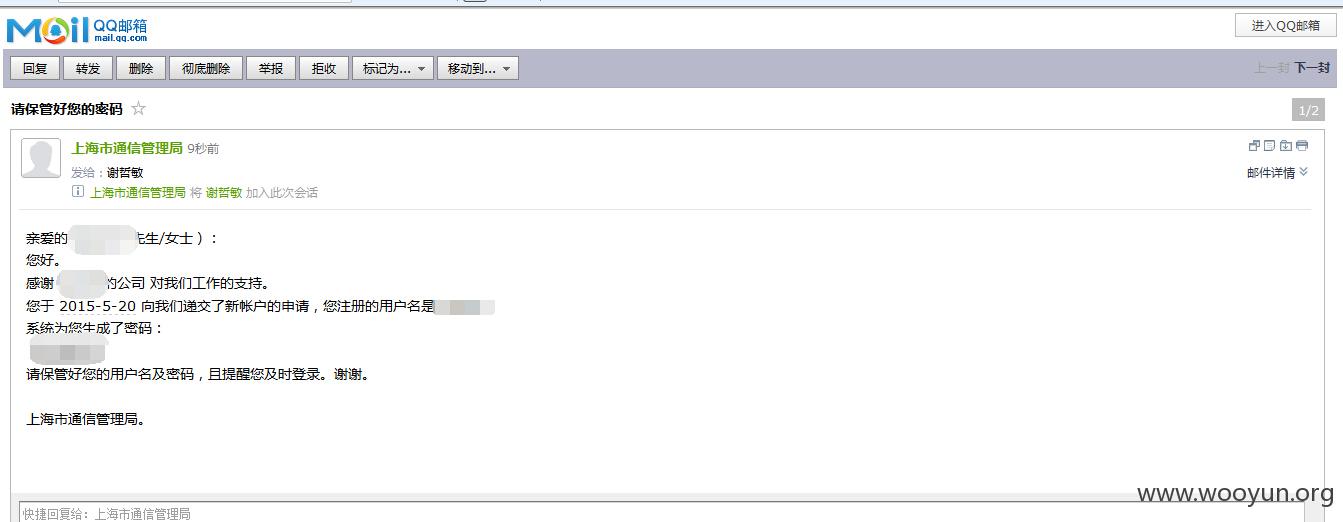 Mail QQ邮箱
mail.qq.com
进入QQ邮箱
回复 转发 删除 彻底删除 举报 拒收 标记为... 移动到... 上一封 下一封
请保管好您的密码 ☆
1/2
上海市通信管理局 9秒前
发给：谢哲敏
邮件详情
上海市通信管理局 将 谢哲敏 加入此次会话
亲爱的 先生/女士）：
您好。
感谢 的公司 对我们工作的支持。
您于 2015-5-20 向我们递交了新帐户的申请，您注册的用户名是
系统为您生成了密码：
请保管好您的用户名及密码，且提醒您及时登录。谢谢。
上海市通信管理局。
www.wooyun.org
快捷回复给：上海市通信管理局